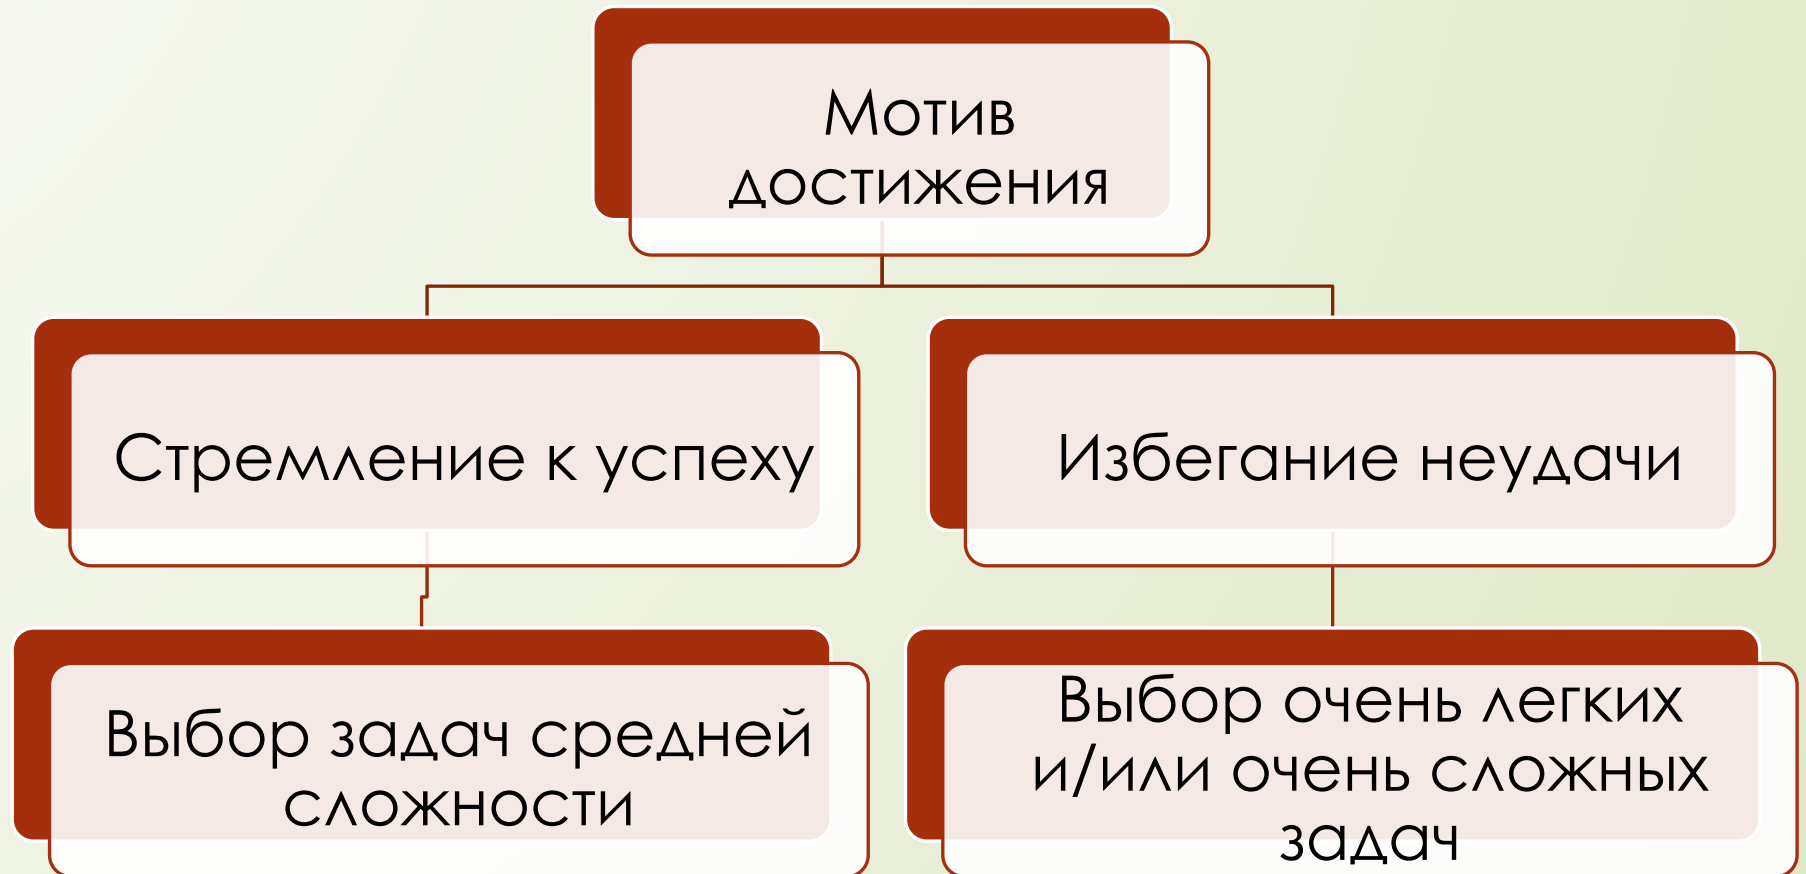 Мотив
достижения
Стремление к успеху
Избегание неудачи
Выбор задач средней
сложности
Выбор очень легких
и/или очень сложных
задач